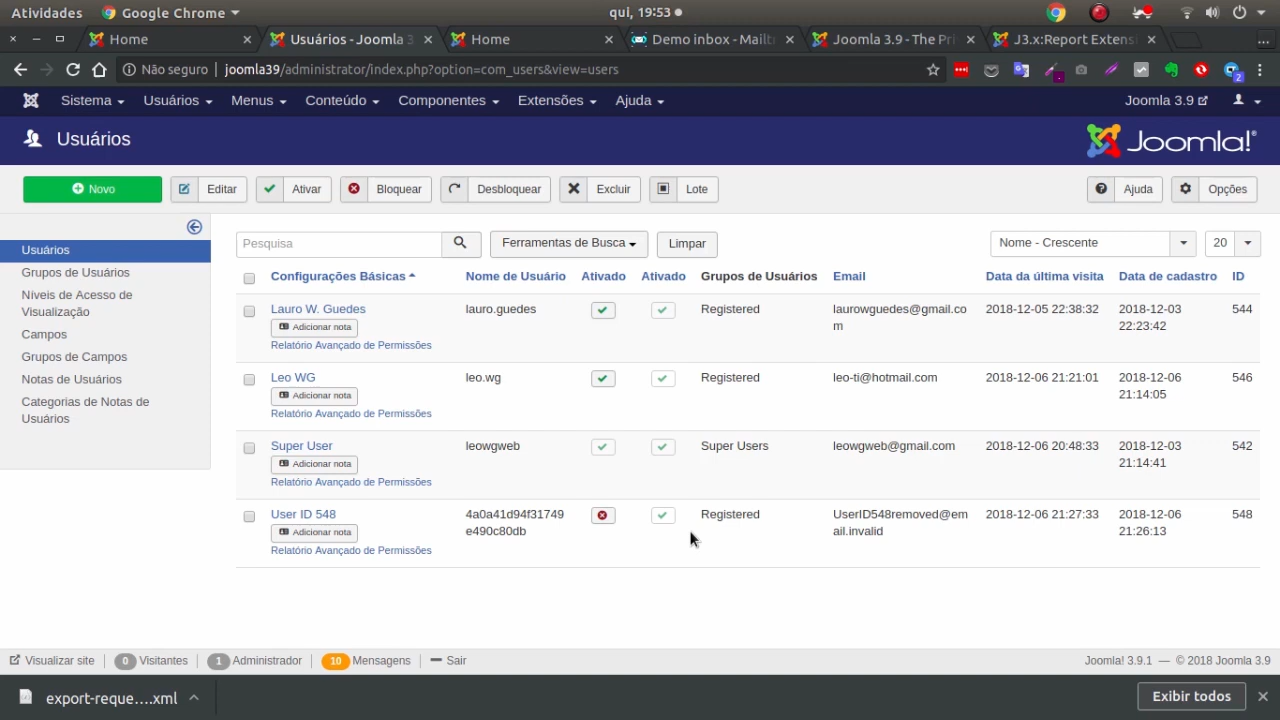 Atividades
Google Chrome
qui, 19:53
Home
Usuários - Joomla 3
Home
Demo inbox - Mailt
Joomla 3.9 - The Pri
J3.x:Report Extens
Não seguro
joomla39/administrator/index.php?option=com_users&view=users
2
Sistema
Usuários
Menus
Conteúdo
Componentes
Extensões
Ajuda
Joomla 3.9
Usuários
Joomla!®
Novo
Editar
Ativar
Bloquear
Desbloquear
Excluir
Lote
Ajuda
Opções
Usuários
Grupos de Usuários
Níveis de Acesso de
Visualização
Campos
Grupos de Campos
Notas de Usuários
Categorias de Notas de
Usuários
Pesquisa
Ferramentas de Busca
Limpar
Nome - Crescente
20
Configurações Básicas
Nome de Usuário
Ativado
Ativado
Grupos de Usuários
Email
Data da última visita
Data de cadastro
ID
Lauro W. Guedes
Adicionar nota
Relatório Avançado de Permissões
lauro.guedes
Registered
laurowguedes@gmail.co
m
2018-12-05 22:38:32
2018-12-03
22:23:42
544
Leo WG
Adicionar nota
Relatório Avançado de Permissões
leo.wg
Registered
leo-ti@hotmail.com
2018-12-06 21:21:01
2018-12-06
21:14:05
546
Super User
Adicionar nota
Relatório Avançado de Permissões
leowgweb
Super Users
leowgweb@gmail.com
2018-12-06 20:48:33
2018-12-03
21:14:41
542
User ID 548
Adicionar nota
Relatório Avançado de Permissões
4a0a41d94f31749
e490c80db
Registered
UserID548removed@em
ail.invalid
2018-12-06 21:27:33
2018-12-06
21:26:13
548
Visualizar site
0 Visitantes
1 Administrador
10 Mensagens
Sair
Joomla! 3.9.1 — © 2018 Joomla 3.9
export-reque....xml
Exibir todos